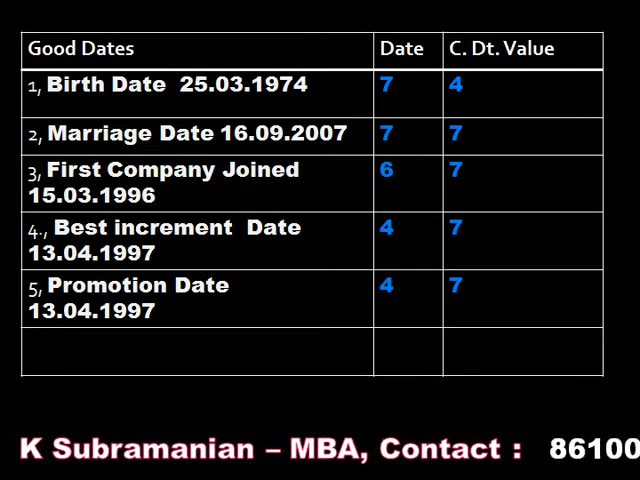 Good Dates Date C. Dt. Value
1, Birth Date 25.03.1974 7 4
2, Marriage Date 16.09.2007 7 7
3, First Company Joined 6 7
15.03.1996
4., Best increment Date 4 7
13.04.1997
5, Promotion Date 4 7
13.04.1997
K Subramanian – MBA, Contact : 86100